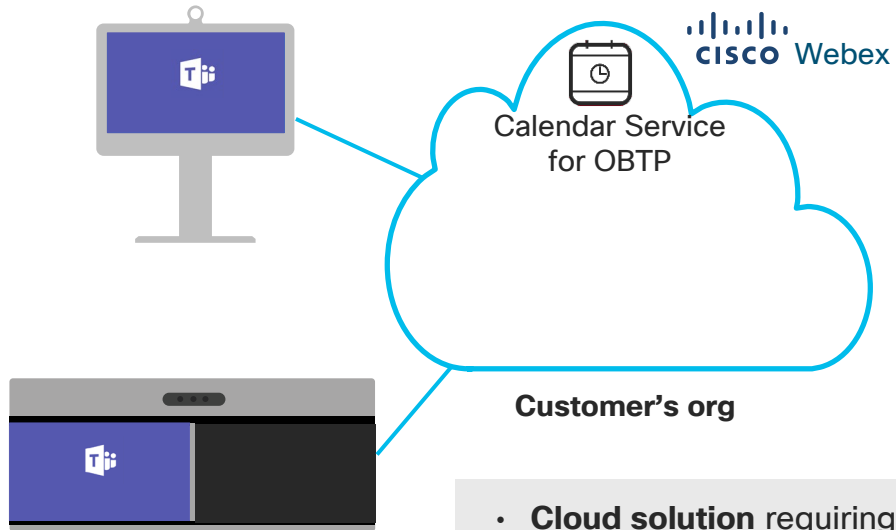 CISCO Webex
Calendar Service
for OBTP
T
Customer's org
T
• Cloud solution requiring